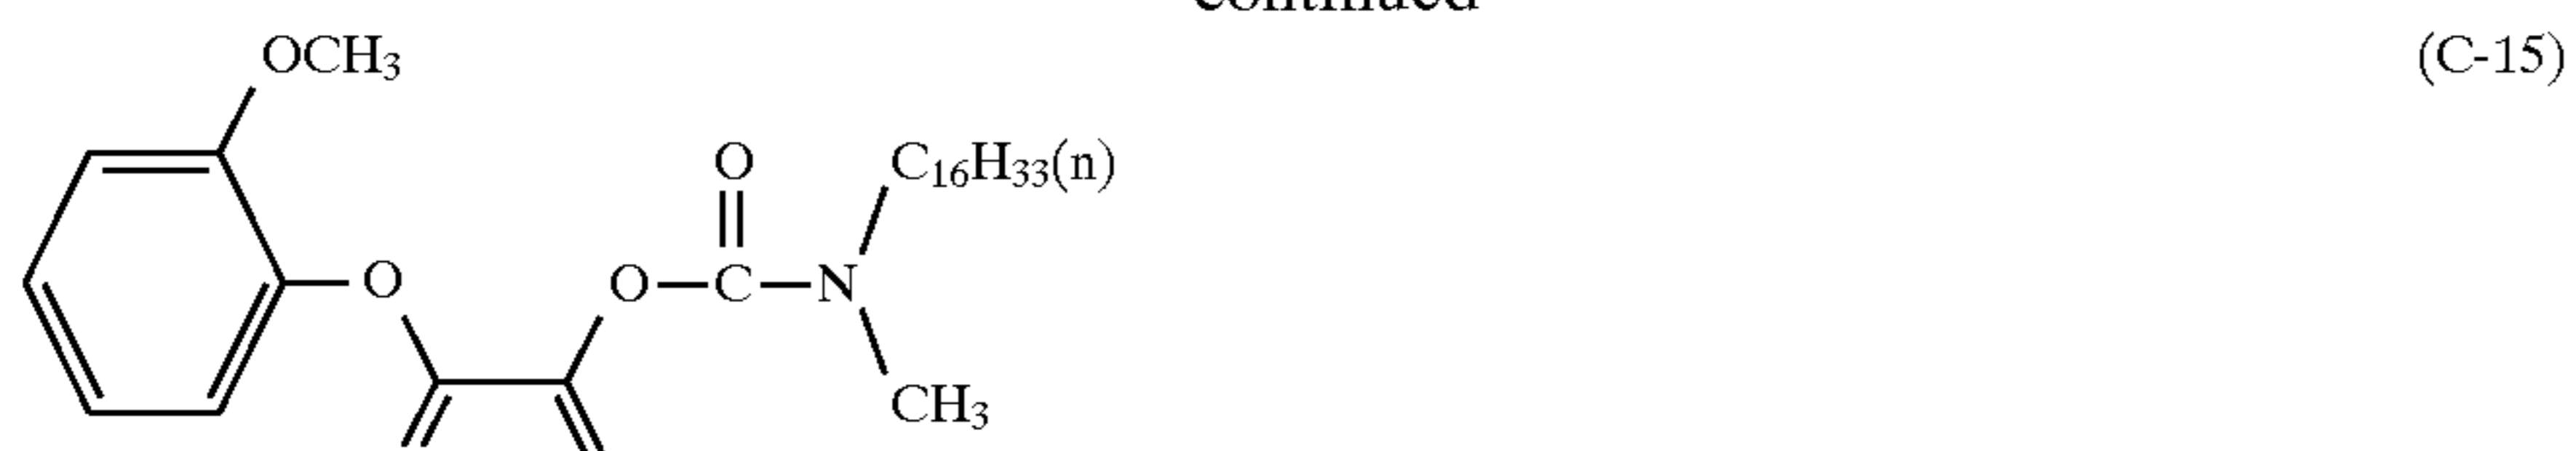 continued
OCH₃ (C-15)
O C₁₆H₃₃(n)
O O—C—N
CH₃